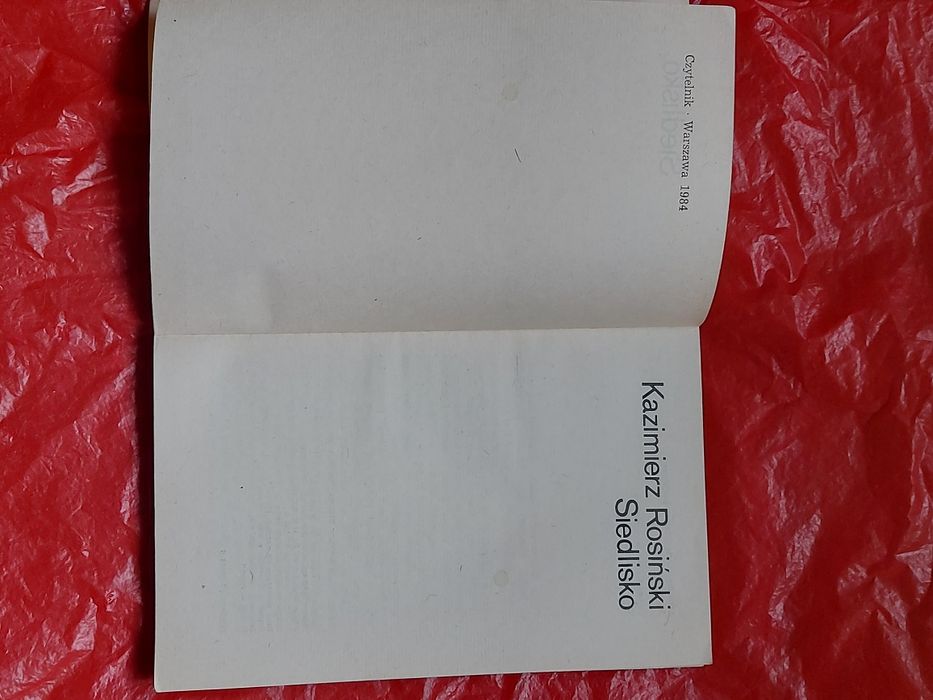 Czytelnik · Warszawa 1984
Kazimierz Rosiński
Siedlisko